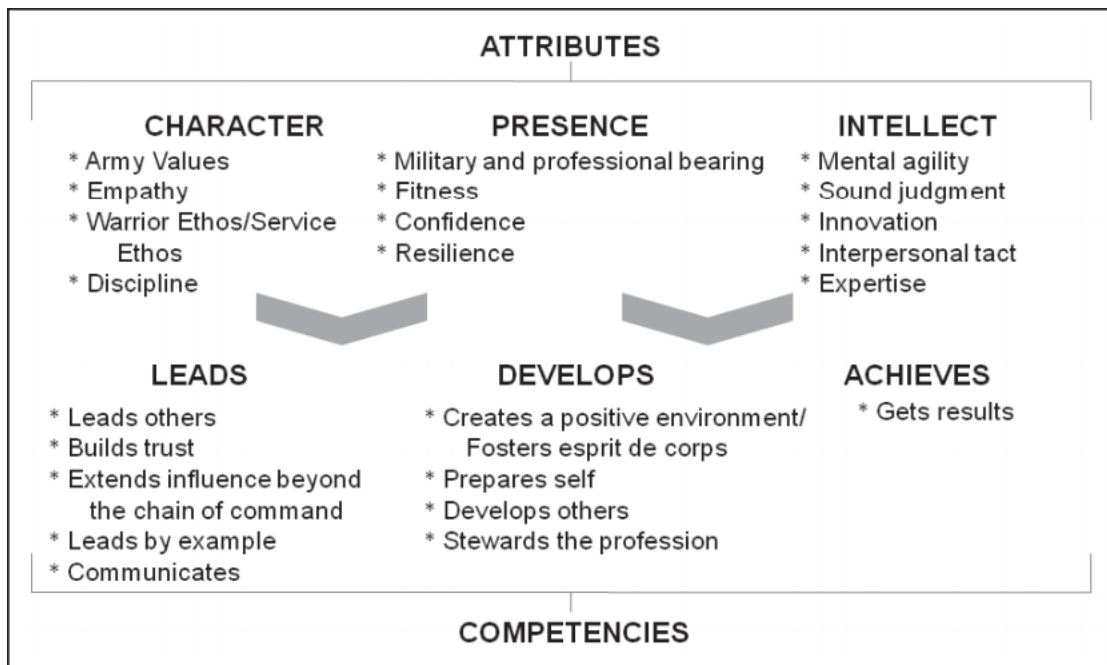 ATTRIBUTES
CHARACTER
* Army Values
* Empathy
* Warrior Ethos/Service
Ethos
* Discipline
PRESENCE
* Military and professional bearing
* Fitness
* Confidence
* Resilience
INTELLECT
* Mental agility
* Sound judgment
* Innovation
* Interpersonal tact
* Expertise
LEADS
* Leads others
* Builds trust
* Extends influence beyond
the chain of command
* Leads by example
* Communicates
DEVELOPS
* Creates a positive environment/
Fosters esprit de corps
* Prepares self
* Develops others
* Stewards the profession
ACHIEVES
* Gets results
COMPETENCIES